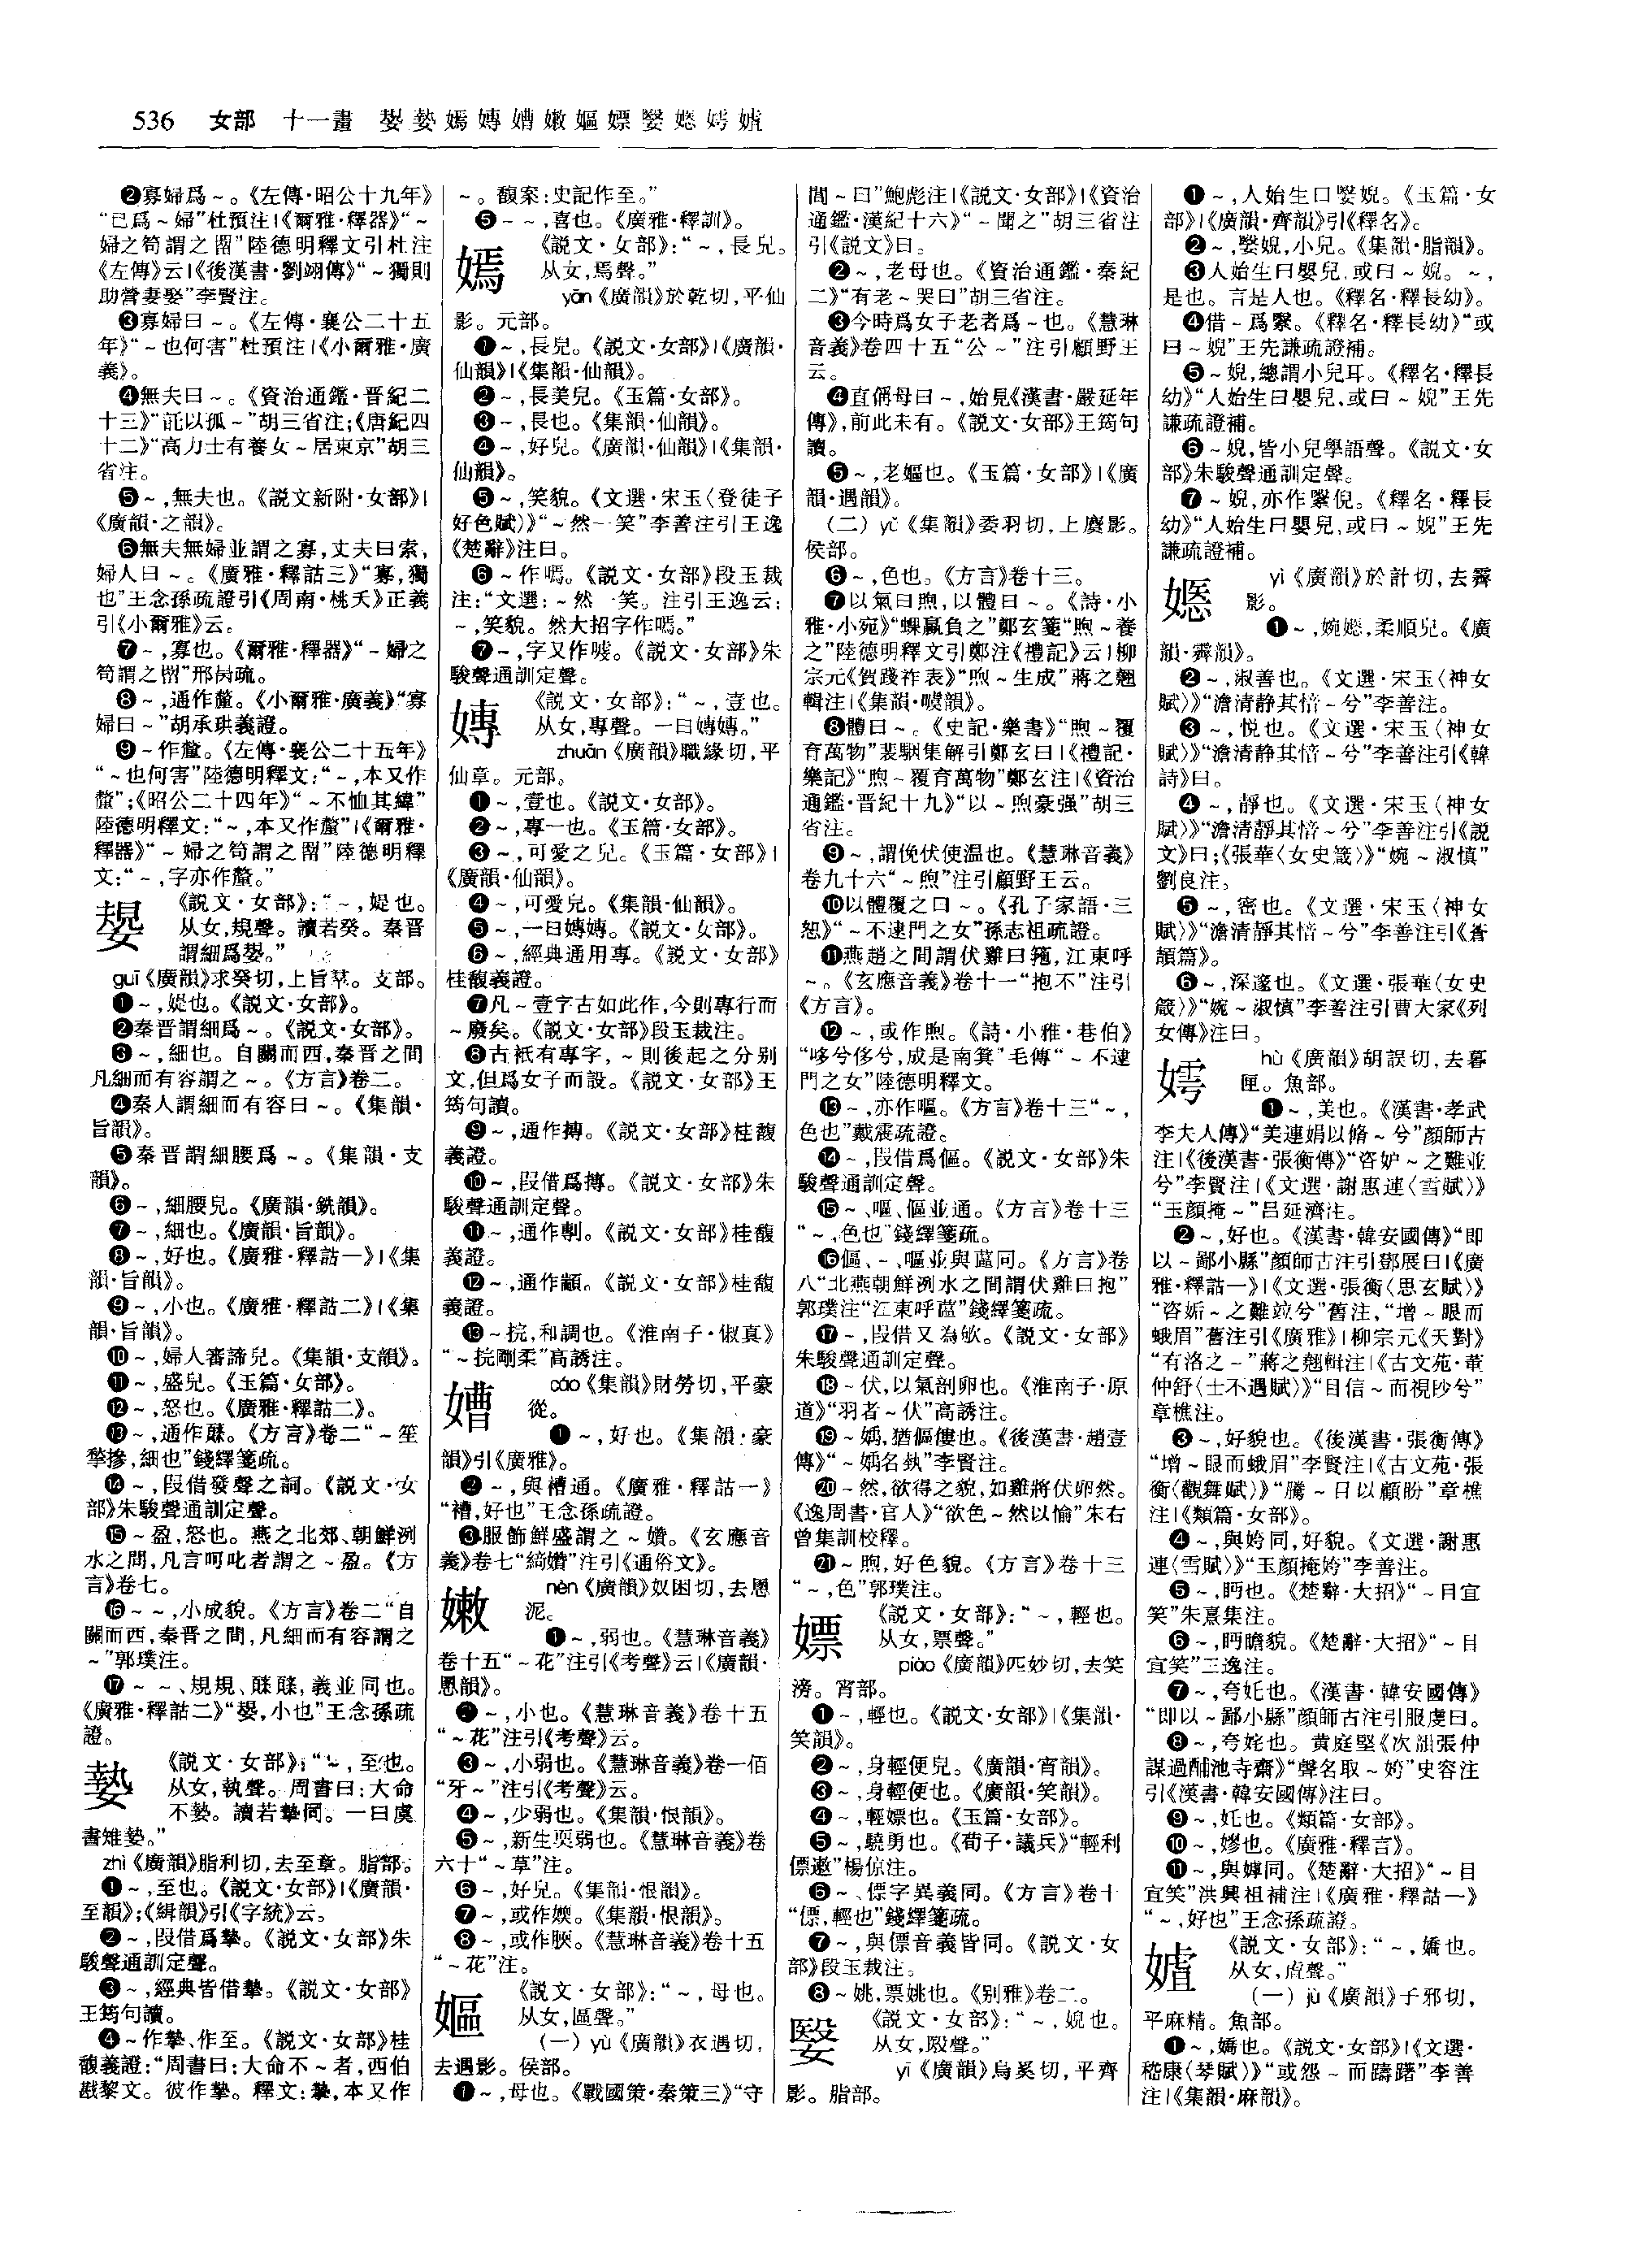 536 女部 十一畫 嫢嫯嫣嫥嫧嫩嫗嫖嫛嫕嫮嫭
❷寡婦爲～。《左傳·昭公十九年》
“已爲～婦”杜預注|《爾雅·釋器》“～
婦之笱謂之罶”陸德明釋文引杜注
《左傳》云|《後漢書·劉翊傳》“～獨則
助營妻娶”李賢注。
❸寡婦曰～。《左傳·襄公二十五
年》“～也何害”杜預注|《小爾雅·廣
義》。
❹無夫曰～。《資治通鑑·晋紀二
十三》“託以孤～”胡三省注;《唐紀四
十二》“高力士有養女～居東京”胡三
省注。
❺～,無夫也。《説文新附·女部》|
《廣韻·之韻》。
❻無夫無婦並謂之寡,丈夫曰索,
婦人曰～。《廣雅·釋詁三》“寡,獨
也”王念孫疏證引《周南·桃夭》正義
引《小爾雅》云。
❼～,寡也。《爾雅·釋器》“～婦之
笱謂之罶”邢昺疏。
❽～,通作釐。《小爾雅·廣義》“寡
婦曰～”胡承珙義證。
❾～作釐。《左傳·襄公二十五年》
“～也何害”陸德明釋文:“～,本又作
嫠”;《昭公二十四年》“～不恤其緯”
陸德明釋文:“～,本又作釐”|《爾雅·
釋器》“～婦之笱謂之罶”陸德明釋
文:“～,字亦作釐。”
嫢
《説文·女部》:“～,媞也。
从女,規聲。讀若癸。秦晋
謂細爲嫢。”
guī《廣韻》求癸切,上旨羣。支部。
❶～,媞也。《説文·女部》。
❷秦晋謂細爲～。《説文·女部》。
❸～,細也。自關而西,秦晋之間
凡細而有容謂之～。《方言》卷二。
❹秦人謂細而有容曰～。《集韻·
旨韻》。
❺秦晋謂細腰爲～。《集韻·支
韻》。
❻～,細腰皃。《廣韻·銑韻》。
❼～,細也。《廣韻·旨韻》。
❽～,好也。《廣雅·釋詁一》|《集
韻·旨韻》。
❾～,小也。《廣雅·釋詁二》|《集
韻·旨韻》。
❿～,婦人審諦皃。《集韻·支韻》。
⓫～,盛皃。《玉篇·女部》。
⓬～,怒也。《廣雅·釋詁二》。
⓭～,通作䅼。《方言》卷二“～笙
揫摻,細也”錢繹箋疏。
⓮～,叚借發聲之詞。《説文·女
部》朱駿聲通訓定聲。
⓯～盈,怒也。燕之北郊、朝鮮洌
水之間,凡言呵叱者謂之～盈。《方
言》卷七。
⓰～～,小成貌。《方言》卷二“自
關而西,秦晋之間,凡細而有容謂之
～”郭璞注。
⓱～～、規規、䅼䅼,義並同也。
《廣雅·釋詁二》“嫢,小也”王念孫疏
證。
嫯
《説文·女部》:“～,至也。
从女,執聲。周書曰:大命
不嫯。讀若摯同。一曰虞
書雉嫯。”
zhì《廣韻》脂利切,去至章。脂部。
❶～,至也。《説文·女部》|《廣韻·
至韻》;《緝韻》引《字統》云。
❷～,叚借爲摯。《説文·女部》朱
駿聲通訓定聲。
❸～,經典皆借摯。《説文·女部》
王筠句讀。
❹～作摯、作至。《説文·女部》桂
馥義證:“周書曰:大命不～者,西伯
戡黎文。彼作摯。釋文:摯,本又作
～。馥案:史記作至。”
❺～～,喜也。《廣雅·釋訓》。
嫣
《説文·女部》:“～,長皃。
从女,焉聲。”
yān《廣韻》於乾切,平仙
影。元部。
❶～,長皃。《説文·女部》|《廣韻·
仙韻》|《集韻·仙韻》。
❷～,長美皃。《玉篇·女部》。
❸～,長也。《集韻·仙韻》。
❹～,好皃。《廣韻·仙韻》|《集韻·
仙韻》。
❺～,笑貌。《文選·宋玉〈登徒子
好色賦〉》“～然一笑”李善注引王逸
《楚辭》注曰。
❻～作嘕。《説文·女部》段玉裁
注:“文選:～然一笑。注引王逸云:
～,笑貌。然大招字作嘕。”
❼～,字又作㖶。《説文·女部》朱
駿聲通訓定聲。
嫥
《説文·女部》:“～,壹也。
从女,專聲。一曰嫥嫥。”
zhuān《廣韻》職緣切,平
仙章。元部。
❶～,壹也。《説文·女部》。
❷～,專一也。《玉篇·女部》。
❸～,可愛之皃。《玉篇·女部》|
《廣韻·仙韻》。
❹～,可愛皃。《集韻·仙韻》。
❺～,一曰嫥嫥。《説文·女部》。
❻～,經典通用專。《説文·女部》
桂馥義證。
❼凡～壹字古如此作,今則專行而
～廢矣。《説文·女部》段玉裁注。
❽古衹有專字,～則後起之分别
文,但爲女子而設。《説文·女部》王
筠句讀。
❾～,通作摶。《説文·女部》桂馥
義證。
❿～,叚借爲摶。《説文·女部》朱
駿聲通訓定聲。
⓫～,通作剸。《説文·女部》桂馥
義證。
⓬～,通作顓。《説文·女部》桂馥
義證。
⓭～捖,和調也。《淮南子·俶真》
“～捖剛柔”高誘注。
嫧
cáo《集韻》財勞切,平豪
從。
❶～,好也。《集韻·豪
韻》引《廣雅》。
❷～,與褿通。《廣雅·釋詁一》
“褿,好也”王念孫疏證。
❸服飾鮮盛謂之～嬻。《玄應音
義》卷七“綺嬻”注引《通俗文》。
嫩
nèn《廣韻》奴困切,去慁
泥。
❶～,弱也。《慧琳音義》
卷十五“～花”注引《考聲》云|《廣韻·
慁韻》。
❷～,小也。《慧琳音義》卷十五
“～花”注引《考聲》云。
❸～,小弱也。《慧琳音義》卷一佰
“牙～”注引《考聲》云。
❹～,少弱也。《集韻·恨韻》。
❺～,新生耎弱也。《慧琳音義》卷
六十“～草”注。
❻～,好皃。《集韻·恨韻》。
❼～,或作媆。《集韻·恨韻》。
❽～,或作腝。《慧琳音義》卷十五
“～花”注。
嫗
《説文·女部》:“～,母也。
从女,區聲。”
(一)yù《廣韻》衣遇切,
去遇影。侯部。
❶～,母也。《戰國策·秦策三》“守
閭～曰”鮑彪注|《説文·女部》|《資治
通鑑·漢紀十六》“～聞之”胡三省注
引《説文》曰。
❷～,老母也。《資治通鑑·秦紀
二》“有老～哭曰”胡三省注。
❸今時爲女子老者爲～也。《慧琳
音義》卷四十五“公～”注引顧野王
云。
❹直偁母曰～,始見《漢書·嚴延年
傳》,前此未有。《説文·女部》王筠句
讀。
❺～,老嫗也。《玉篇·女部》|《廣
韻·遇韻》。
(二)yǔ《集韻》委羽切,上麌影。
侯部。
❻～,色也。《方言》卷十三。
❼以氣曰煦,以體曰～。《詩·小
雅·小宛》“蜾蠃負之”鄭玄箋“煦～養
之”陸德明釋文引鄭注《禮記》云|柳
宗元《賀踐祚表》“煦～生成”蔣之翹
輯注|《集韻·噳韻》。
❽體曰～。《史記·樂書》“煦～覆
育萬物”裴駰集解引鄭玄曰|《禮記·
樂記》“煦～覆育萬物”鄭玄注|《資治
通鑑·晋紀十九》“以～煦豪强”胡三
省注。
❾～,謂俛伏使温也。《慧琳音義》
卷九十六“～煦”注引顧野王云。
❿以體覆之曰～。《孔子家語·三
恕》“～不逮門之女”孫志祖疏證。
⓫燕趙之間謂伏雞曰菢,江東呼
～。《玄應音義》卷十一“抱不”注引
《方言》。
⓬～,或作煦。《詩·小雅·巷伯》
“哆兮侈兮,成是南箕”毛傳“～不逮
門之女”陸德明釋文。
⓭～,亦作嘔。《方言》卷十三“～,
色也”戴震疏證。
⓮～,叚借爲傴。《説文·女部》朱
駿聲通訓定聲。
⓯～、嘔、傴並通。《方言》卷十三
“～,色也”錢繹箋疏。
⓰傴、～、嘔並與蓲同。《方言》卷
八“北燕朝鮮洌水之間謂伏雞曰抱”
郭璞注“江東呼蓲”錢繹箋疏。
⓱～,叚借又為欨。《説文·女部》
朱駿聲通訓定聲。
⓲～伏,以氣剖卵也。《淮南子·原
道》“羽者～伏”高誘注。
⓳～㜏,猶傴僂也。《後漢書·趙壹
傳》“～㜏名埶”李賢注。
⓴～然,欲得之貌,如雞將伏卵然。
《逸周書·官人》“欲色～然以愉”朱右
曾集訓校釋。
㉑～煦,好色貌。《方言》卷十三
“～,色”郭璞注。
嫖
《説文·女部》:“～,輕也。
从女,票聲。”
piào《廣韻》匹妙切,去笑
滂。宵部。
❶～,輕也。《説文·女部》|《集韻·
笑韻》。
❷～,身輕便皃。《廣韻·宵韻》。
❸～,身輕便也。《廣韻·笑韻》。
❹～,輕嫖也。《玉篇·女部》。
❺～,驍勇也。《荀子·議兵》“輕利
僄遬”楊倞注。
❻～、僄字異義同。《方言》卷十
“僄,輕也”錢繹箋疏。
❼～,與僄音義皆同。《説文·女
部》段玉裁注。
❽～姚,票姚也。《别雅》卷二。
嫛
《説文·女部》:“～,婗也。
从女,殹聲。”
yī《廣韻》烏奚切,平齊
影。脂部。
❶～,人始生曰嫛婗。《玉篇·女
部》|《廣韻·齊韻》引《釋名》。
❷～,嫛婗,小皃。《集韻·脂韻》。
❸人始生曰嬰兒,或曰～婗。～,
是也。言是人也。《釋名·釋長幼》。
❹借～爲繄。《釋名·釋長幼》“或
曰～婗”王先謙疏證補。
❺～婗,總謂小兒耳。《釋名·釋長
幼》“人始生曰嬰兒,或曰～婗”王先
謙疏證補。
❻～婗,皆小兒學語聲。《説文·女
部》朱駿聲通訓定聲。
❼～婗,亦作繄倪。《釋名·釋長
幼》“人始生曰嬰兒,或曰～婗”王先
謙疏證補。
嫕
yì《廣韻》於計切,去霽
影。
❶～,婉嫕,柔順皃。《廣
韻·霽韻》。
❷～,淑善也。《文選·宋玉〈神女
賦〉》“澹清静其愔～兮”李善注。
❸～,悦也。《文選·宋玉〈神女
賦〉》“澹清静其愔～兮”李善注引《韓
詩》曰。
❹～,靜也。《文選·宋玉〈神女
賦〉》“澹清静其愔～兮”李善注引《説
文》曰;《張華〈女史箴〉》“婉～淑慎”
劉良注。
❺～,密也。《文選·宋玉〈神女
賦〉》“澹清静其愔～兮”李善注引《蒼
頡篇》。
❻～,深邃也。《文選·張華〈女史
箴〉》“婉～淑慎”李善注引曹大家《列
女傳》注曰。
嫮
hù《廣韻》胡誤切,去暮
匣。魚部。
❶～,美也。《漢書·孝武
李夫人傳》“美連娟以脩～兮”顔師古
注|《後漢書·張衡傳》“咨妒～之難並
兮”李賢注|《文選·謝惠連〈雪賦〉》
“玉顔掩～”吕延濟注。
❷～,好也。《漢書·韓安國傳》“即
以～鄙小縣”顔師古注引鄧展曰|《廣
雅·釋詁一》|《文選·張衡〈思玄賦〉》
“咨妬～之難竝兮”舊注,“增～眼而
蛾眉”舊注引《廣雅》|柳宗元《天對》
“有洛之～”蔣之翹輯注|《古文苑·董
仲舒〈士不遇賦〉》“目信～而視眇兮”
章樵注。
❸～,好貌也。《後漢書·張衡傳》
“增～眼而蛾眉”李賢注|《古文苑·張
衡〈觀舞賦〉》“騰～目以顧盼”章樵
注|《類篇·女部》。
❹～,與姱同,好貌。《文選·謝惠
連〈雪賦〉》“玉顔掩姱”李善注。
❺～,眄也。《楚辭·大招》“～目宜
笑”朱熹集注。
❻～,眄瞻貌。《楚辭·大招》“～目
宜笑”王逸注。
❼～,夸奼也。《漢書·韓安國傳》
“即以～鄙小縣”顔師古注引服虔曰。
❽～,夸姹也。黄庭堅《次韻張仲
謀過酺池寺齋》“聲名取～姱”史容注
引《漢書·韓安國傳》注曰。
❾～,奼也。《類篇·女部》。
❿～,嫪也。《廣雅·釋言》。
⓫～,與嫭同。《楚辭·大招》“～目
宜笑”洪興祖補注|《廣雅·釋詁一》
“～,好也”王念孫疏證。
嫭
《説文·女部》:“～,嬌也。
从女,虘聲。”
(一)jū《廣韻》子邪切,
平麻精。魚部。
❶～,嬌也。《説文·女部》|《文選·
嵇康〈琴賦〉》“或怨～而躊躇”李善
注|《集韻·麻韻》。